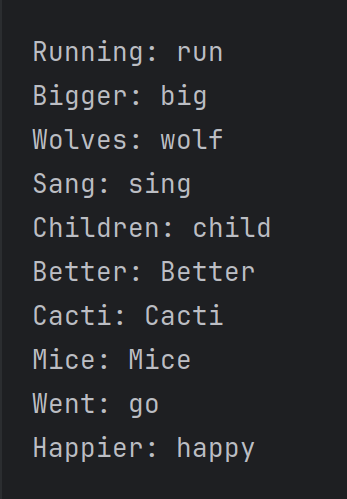 Running: run
Bigger: big
Wolves: wolf
Sang: sing
Children: child
Better: Better
Cacti: Cacti
Mice: Mice
Went: go
Happier: happy